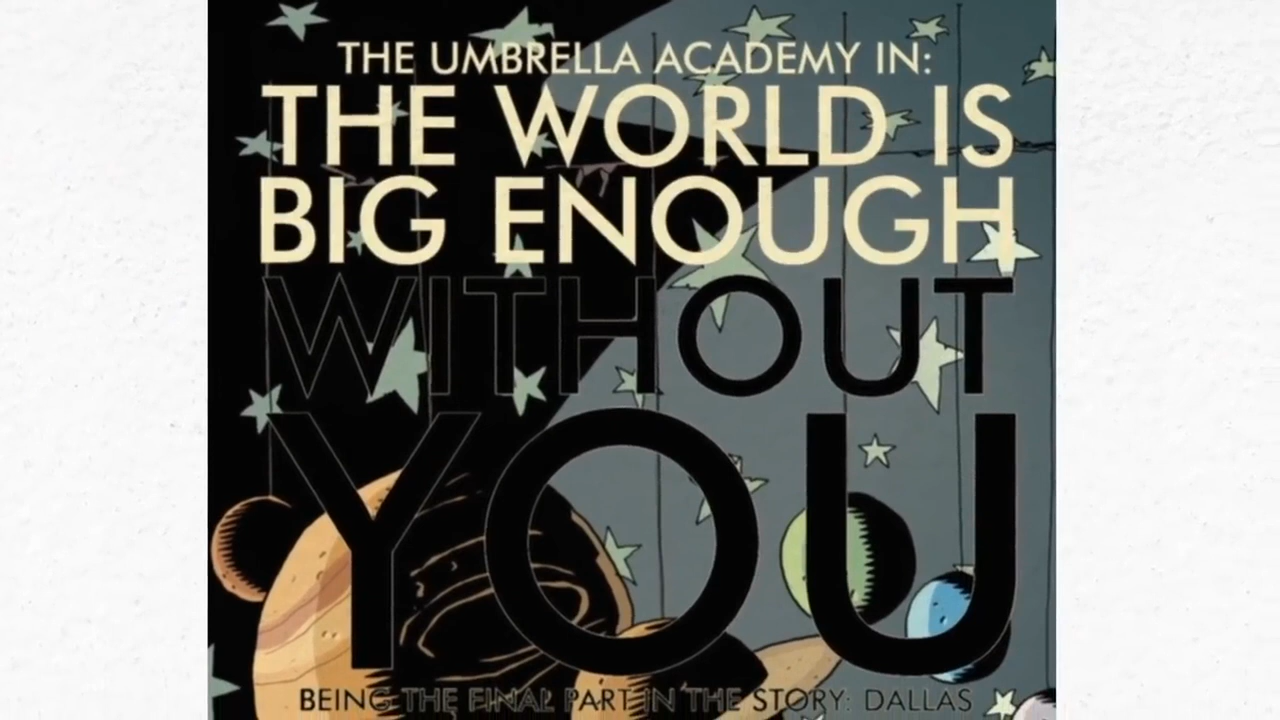 THE UMBRELLA ACADEMY IN:
THE WORLD IS
BIG ENOUGH
WITHOUT
YOU
BEING THE FINAL PART IN THE STORY: DALLAS